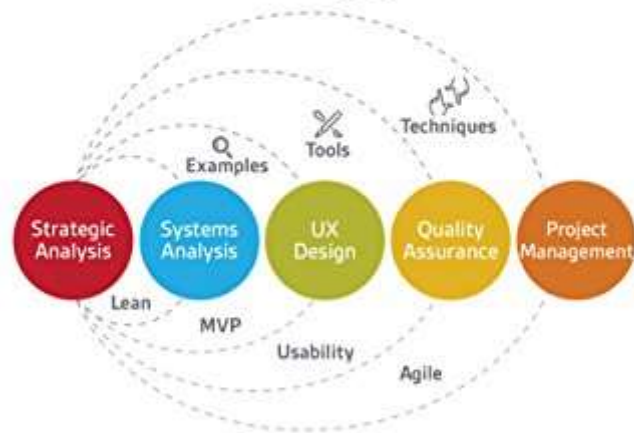 Techniques
Tools
Examples
Strategic
Analysis
Systems
Analysis
UX
Design
Quality
Assurance
Project
Management
Lean
MVP
Usability
Agile